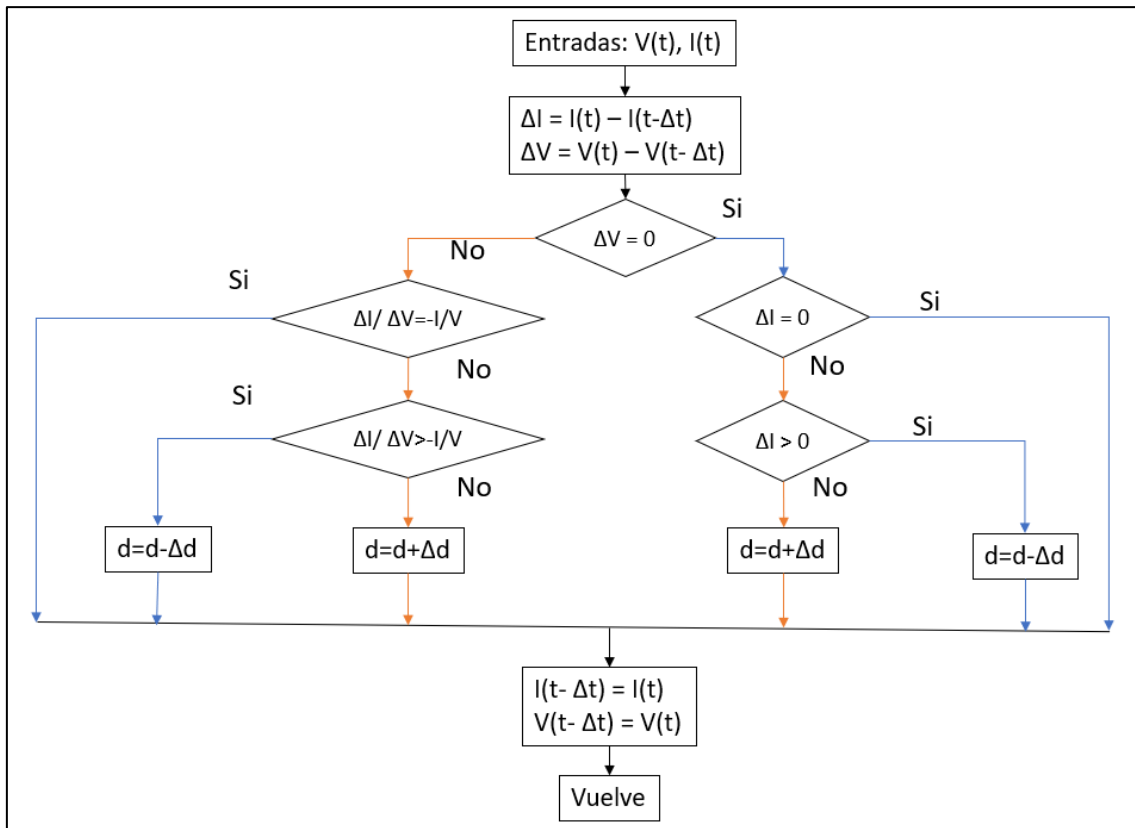 Entradas: V(t), I(t)
ΔI = I(t) – I(t-Δt)
ΔV = V(t) – V(t- Δt)
Si
ΔV = 0
No
Si
ΔI/ ΔV=-I/V
ΔI = 0
Si
No
No
Si
ΔI/ ΔV>-I/V
ΔI > 0
Si
No
No
d=d-Δd
d=d+Δd
d=d+Δd
d=d-Δd
I(t- Δt) = I(t)
V(t- Δt) = V(t)
Vuelve